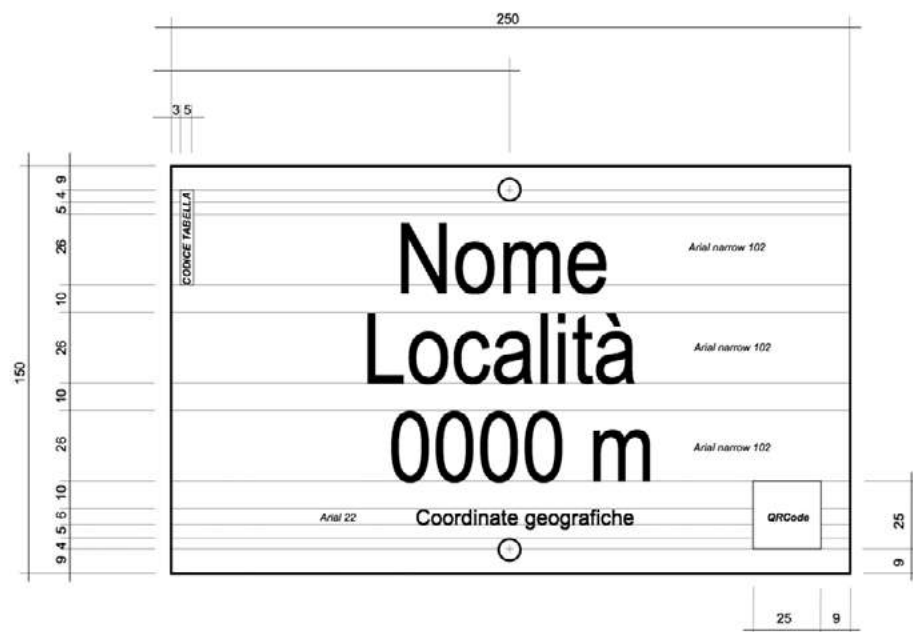 250
3 5
9
4
5
26
10
26
10
26
10
6
5
4
9
150
CODICE TABELLA
Nome
Arial narrow 102
Località
Arial narrow 102
0000 m
Arial narrow 102
Arial 22
Coordinate geografiche
QRCode
25
9
25
9